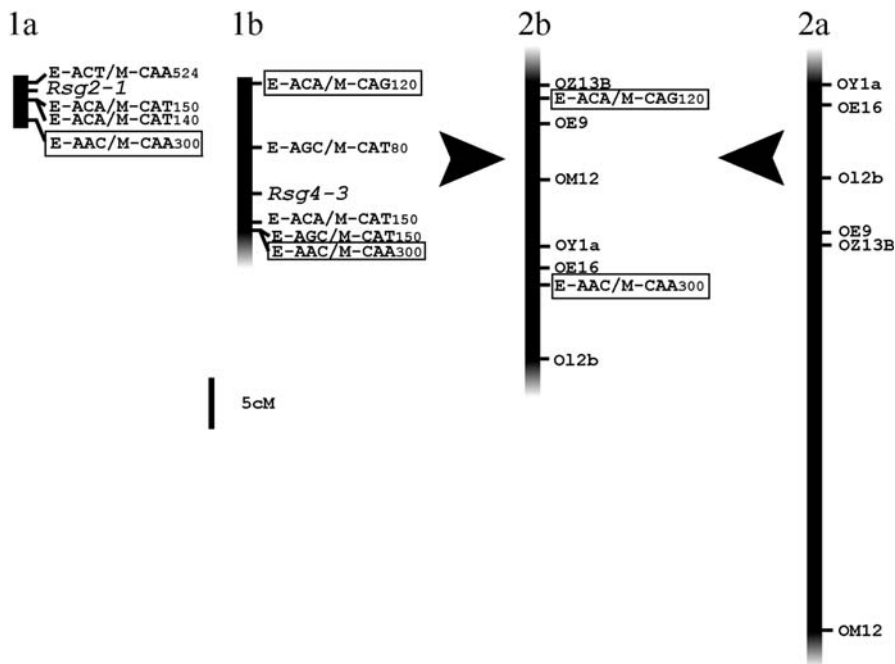 1a
E-ACT/M-CAA524
Rsg2-1
E-ACA/M-CAT150
E-ACA/M-CAT140
E-AAC/M-CAA300
1b
E-ACA/M-CAG120
E-AGC/M-CAT80
Rsg4-3
E-ACA/M-CAT150
E-AGC/M-CAT150
E-AAC/M-CAA300
5cM
2b
OZ13B
E-ACA/M-CAG120
OE9
OM12
OY1a
OE16
E-AAC/M-CAA300
Ol2b
2a
OY1a
OE16
Ol2b
OE9
OZ13B
OM12